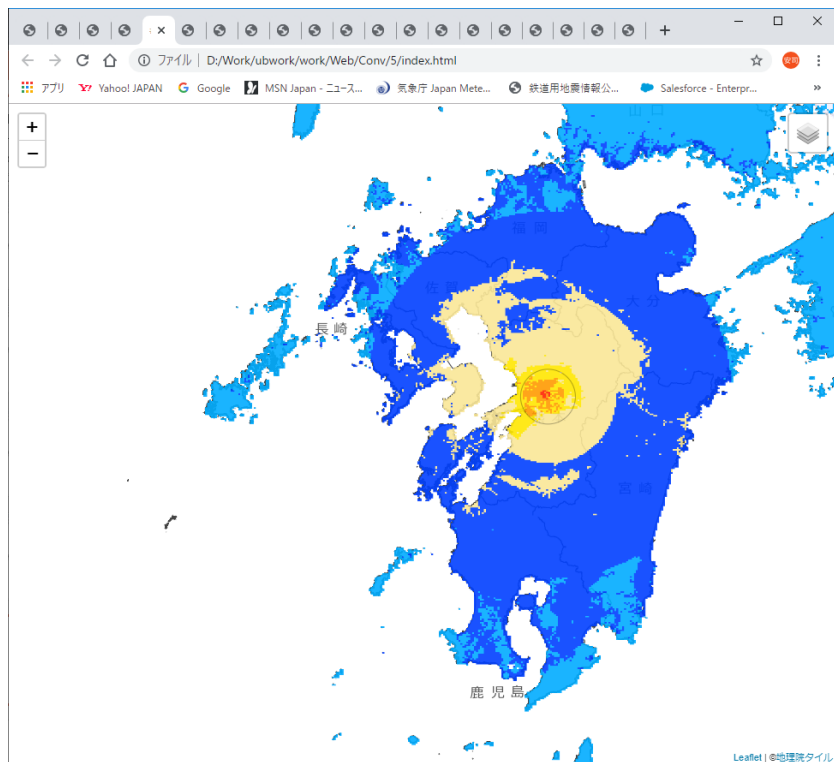 ファイル | D:/Work/ubwork/work/Web/Conv/5/index.html
安司
アプリ Yahoo! JAPAN Google MSN Japan - ニュース... 気象庁 Japan Mete... 鉄道用地震情報公... Salesforce - Enterpr... »
+
−
山口
福岡
佐賀
大分
長崎
宮崎
鹿児島
Leaflet | ©地理院タイル